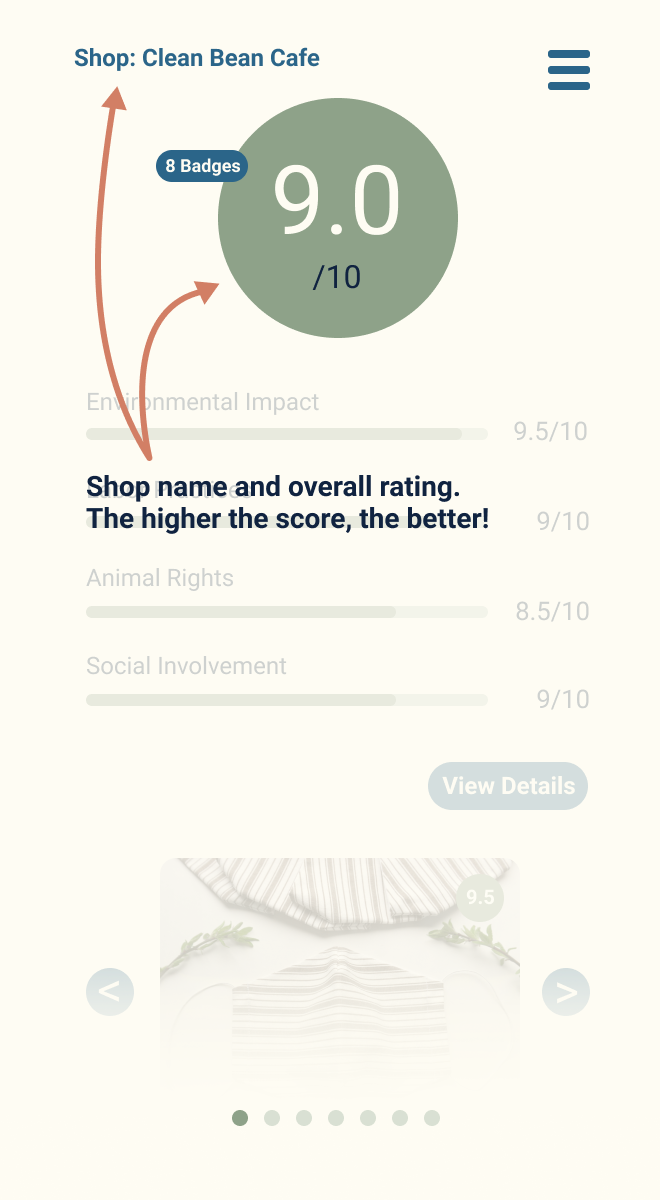 Shop: Clean Bean Cafe
8 Badges
9.0
/10
Environmental Impact
9.5/10
Shop name and overall rating.
The higher the score, the better!
Labor Practices
9/10
Animal Rights
8.5/10
Social Involvement
9/10
View Details
9.5
<
>